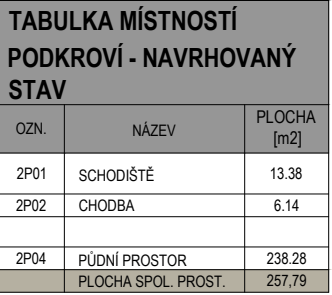 TABULKA MÍSTNOSTÍ
PODKROVÍ - NAVRHOVANÝ
STAV
OZN. NÁZEV PLOCHA [m2]
2P01 SCHODIŠTĚ 13.38
2P02 CHODBA 6.14
2P04 PŮDNÍ PROSTOR 238.28
PLOCHA SPOL. PROST. 257,79